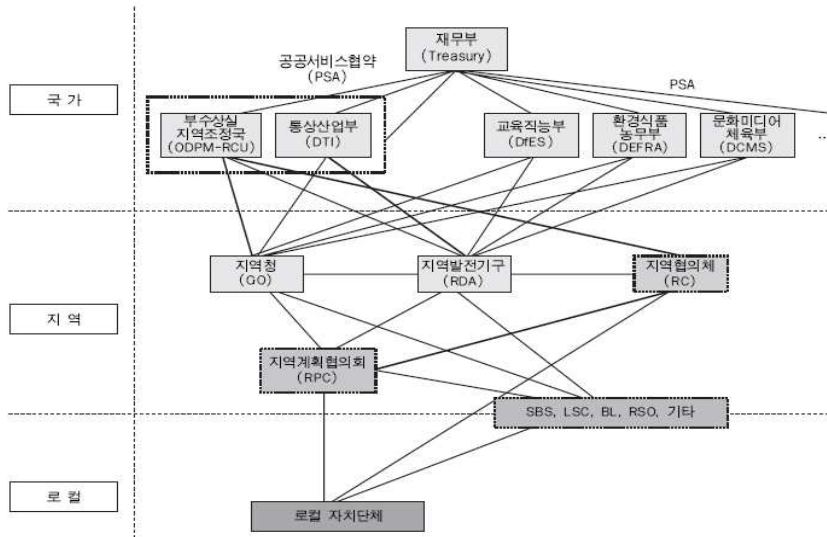 재무부
(Treasury)
공공서비스협약
(PSA)
PSA
국 가
부수상실
지역조정국
(ODPM-RCU)
통상산업부
(DTI)
교육직능부
(DfES)
환경식품
농무부
(DEFRA)
문화미디어
체육부
(DCMS)
...
지역청
(GO)
지역발전기구
(RDA)
지역협의체
(RC)
지 역
지역계획협의회
(RPC)
SBS, LSC, BL, RSO, 기타
로 컬
로컬 자치단체